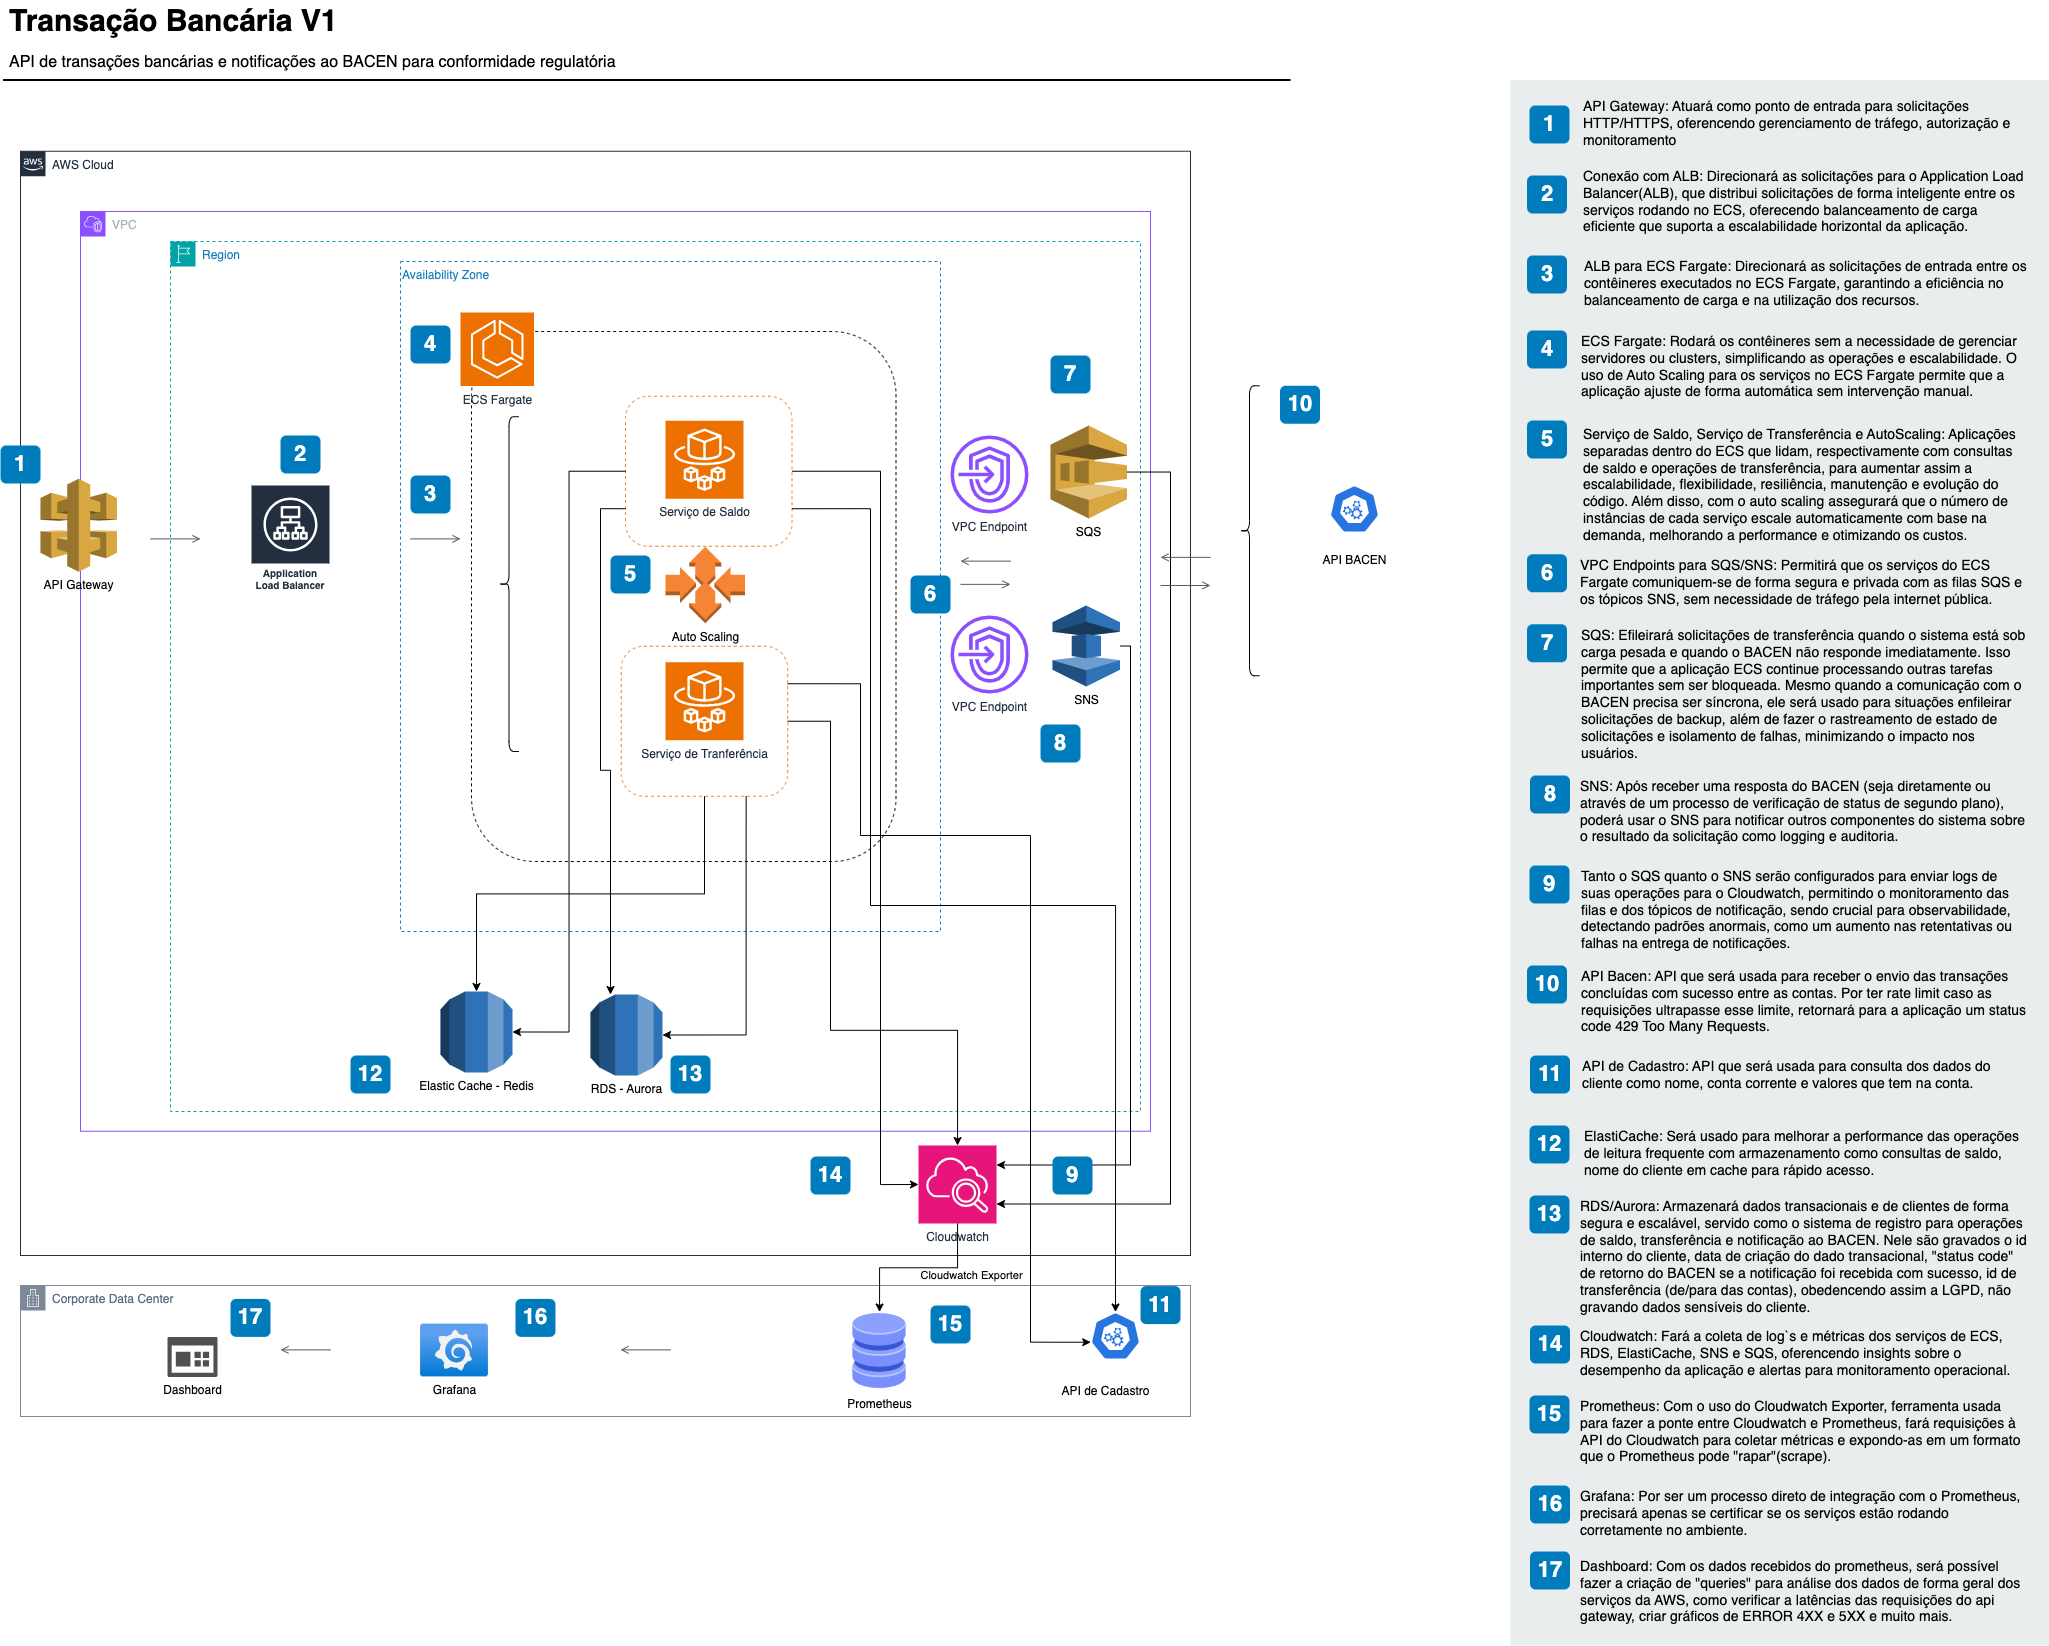 Transação Bancária V1
API de transações bancárias e notificações ao BACEN para conformidade regulatória
aws
AWS Cloud
VPC
Region
Availability Zone
4
ECS Fargate
7
10
1
2
3
Serviço de Saldo
VPC Endpoint
SQS
API BACEN
API Gateway
Application
Load Balancer
5
6
Auto Scaling
VPC Endpoint
SNS
8
Serviço de Tranferência
12
Elastic Cache - Redis
RDS - Aurora
13
14
9
Cloudwatch
Cloudwatch Exporter
Corporate Data Center
17
16
15
11
Dashboard
Grafana
Prometheus
API de Cadastro
1
API Gateway: Atuará como ponto de entrada para solicitações
HTTP/HTTPS, oferencendo gerenciamento de tráfego, autorização e
monitoramento
2
Conexão com ALB: Direcionará as solicitações para o Application Load
Balancer(ALB), que distribui solicitações de forma inteligente entre os
serviços rodando no ECS, oferecendo balanceamento de carga
eficiente que suporta a escalabilidade horizontal da aplicação.
3
ALB para ECS Fargate: Direcionará as solicitações de entrada entre os
contêineres executados no ECS Fargate, garantindo a eficiência no
balanceamento de carga e na utilização dos recursos.
4
ECS Fargate: Rodará os contêineres sem a necessidade de gerenciar
servidores ou clusters, simplificando as operações e escalabilidade. O
uso de Auto Scaling para os serviços no ECS Fargate permite que a
aplicação ajuste de forma automática sem intervenção manual.
5
Serviço de Saldo, Serviço de Transferência e AutoScaling: Aplicações
separadas dentro do ECS que lidam, respectivamente com consultas
de saldo e operações de transferência, para aumentar assim a
escalabilidade, flexibilidade, resiliência, manutenção e evolução do
código. Além disso, com o auto scaling assegurará que o número de
instâncias de cada serviço escale automaticamente com base na
demanda, melhorando a performance e otimizando os custos.
6
VPC Endpoints para SQS/SNS: Permitirá que os serviços do ECS
Fargate comuniquem-se de forma segura e privada com as filas SQS e
os tópicos SNS, sem necessidade de tráfego pela internet pública.
7
SQS: Efileirará solicitações de transferência quando o sistema está sob
carga pesada e quando o BACEN não responde imediatamente. Isso
permite que a aplicação ECS continue processando outras tarefas
importantes sem ser bloqueada. Mesmo quando a comunicação com o
BACEN precisa ser síncrona, ele será usado para situações enfileirar
solicitações de backup, além de fazer o rastreamento de estado de
solicitações e isolamento de falhas, minimizando o impacto nos
usuários.
8
SNS: Após receber uma resposta do BACEN (seja diretamente ou
através de um processo de verificação de status de segundo plano),
poderá usar o SNS para notificar outros componentes do sistema sobre
o resultado da solicitação como logging e auditoria.
9
Tanto o SQS quanto o SNS serão configurados para enviar logs de
suas operações para o Cloudwatch, permitindo o monitoramento das
filas e dos tópicos de notificação, sendo crucial para observabilidade,
detectando padrões anormais, como um aumento nas retentativas ou
falhas na entrega de notificações.
10
API Bacen: API que será usada para receber o envio das transações
concluídas com sucesso entre as contas. Por ter rate limit caso as
requisições ultrapasse esse limite, retornará para a aplicação um status
code 429 Too Many Requests.
11
API de Cadastro: API que será usada para consulta dos dados do
cliente como nome, conta corrente e valores que tem na conta.
12
ElastiCache: Será usado para melhorar a performance das operações
de leitura frequente com armazenamento como consultas de saldo,
nome do cliente em cache para rápido acesso.
13
RDS/Aurora: Armazenará dados transacionais e de clientes de forma
segura e escalável, servido como o sistema de registro para operações
de saldo, transferência e notificação ao BACEN. Nele são gravados o id
interno do cliente, data de criação do dado transacional, "status code"
de retorno do BACEN se a notificação foi recebida com sucesso, id de
transferência (de/para das contas), obedencendo assim a LGPD, não
gravando dados sensíveis do cliente.
14
Cloudwatch: Fará a coleta de log`s e métricas dos serviços de ECS,
RDS, ElastiCache, SNS e SQS, oferencendo insights sobre o
desempenho da aplicação e alertas para monitoramento operacional.
15
Prometheus: Com o uso do Cloudwatch Exporter, ferramenta usada
para fazer a ponte entre Cloudwatch e Prometheus, fará requisições à
API do Cloudwatch para coletar métricas e expondo-as em um formato
que o Prometheus pode "rapar"(scrape).
16
Grafana: Por ser um processo direto de integração com o Prometheus,
precisará apenas se certificar se os serviços estão rodando
corretamente no ambiente.
17
Dashboard: Com os dados recebidos do prometheus, será possível
fazer a criação de "queries" para análise dos dados de forma geral dos
serviços da AWS, como verificar a latências das requisições do api
gateway, criar gráficos de ERROR 4XX e 5XX e muito mais.